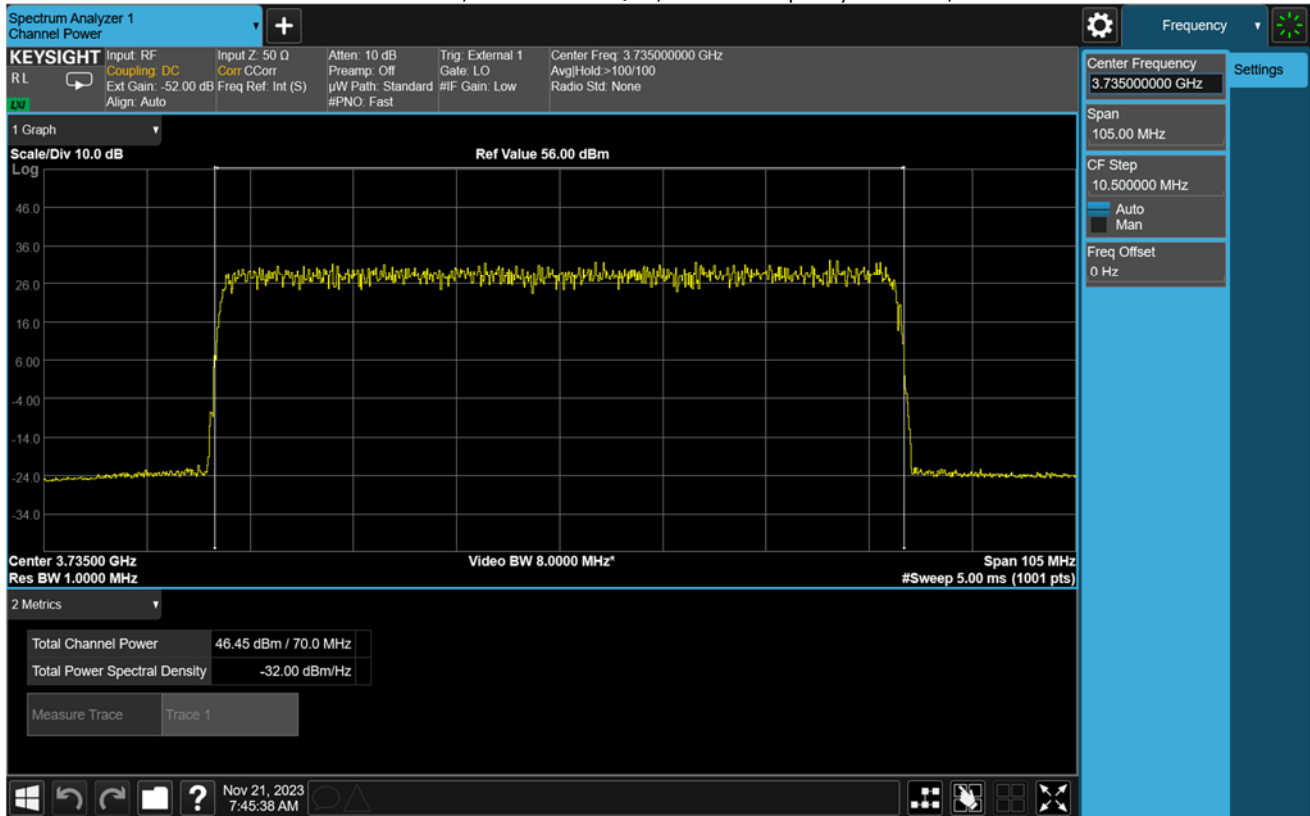 Spectrum Analyzer 1
Channel Power
+
Frequency
KEYSIGHT
RL
LXI
Input: RF
Coupling: DC
Ext Gain: -52.00 dB
Align: Auto
Input Z: 50 Ω
Corr CCorr
Freq Ref: Int (S)
Atten: 10 dB
Preamp: Off
µW Path: Standard
#PNO: Fast
Trig: External 1
Gate: LO
#IF Gain: Low
Center Freq: 3.735000000 GHz
Avg|Hold:>100/100
Radio Std: None
Center Frequency
3.735000000 GHz
Settings
Span
105.00 MHz
CF Step
10.500000 MHz
Auto
Man
Freq Offset
0 Hz
1 Graph
Scale/Div 10.0 dB
Ref Value 56.00 dBm
Log
46.0
36.0
26.0
16.0
6.00
-4.00
-14.0
-24.0
-34.0
Center 3.73500 GHz
Video BW 8.0000 MHz*
Span 105 MHz
Res BW 1.0000 MHz
#Sweep 5.00 ms (1001 pts)
2 Metrics
Total Channel Power 46.45 dBm / 70.0 MHz
Total Power Spectral Density -32.00 dBm/Hz
Measure Trace Trace 1
?
Nov 21, 2023
7:45:38 AM